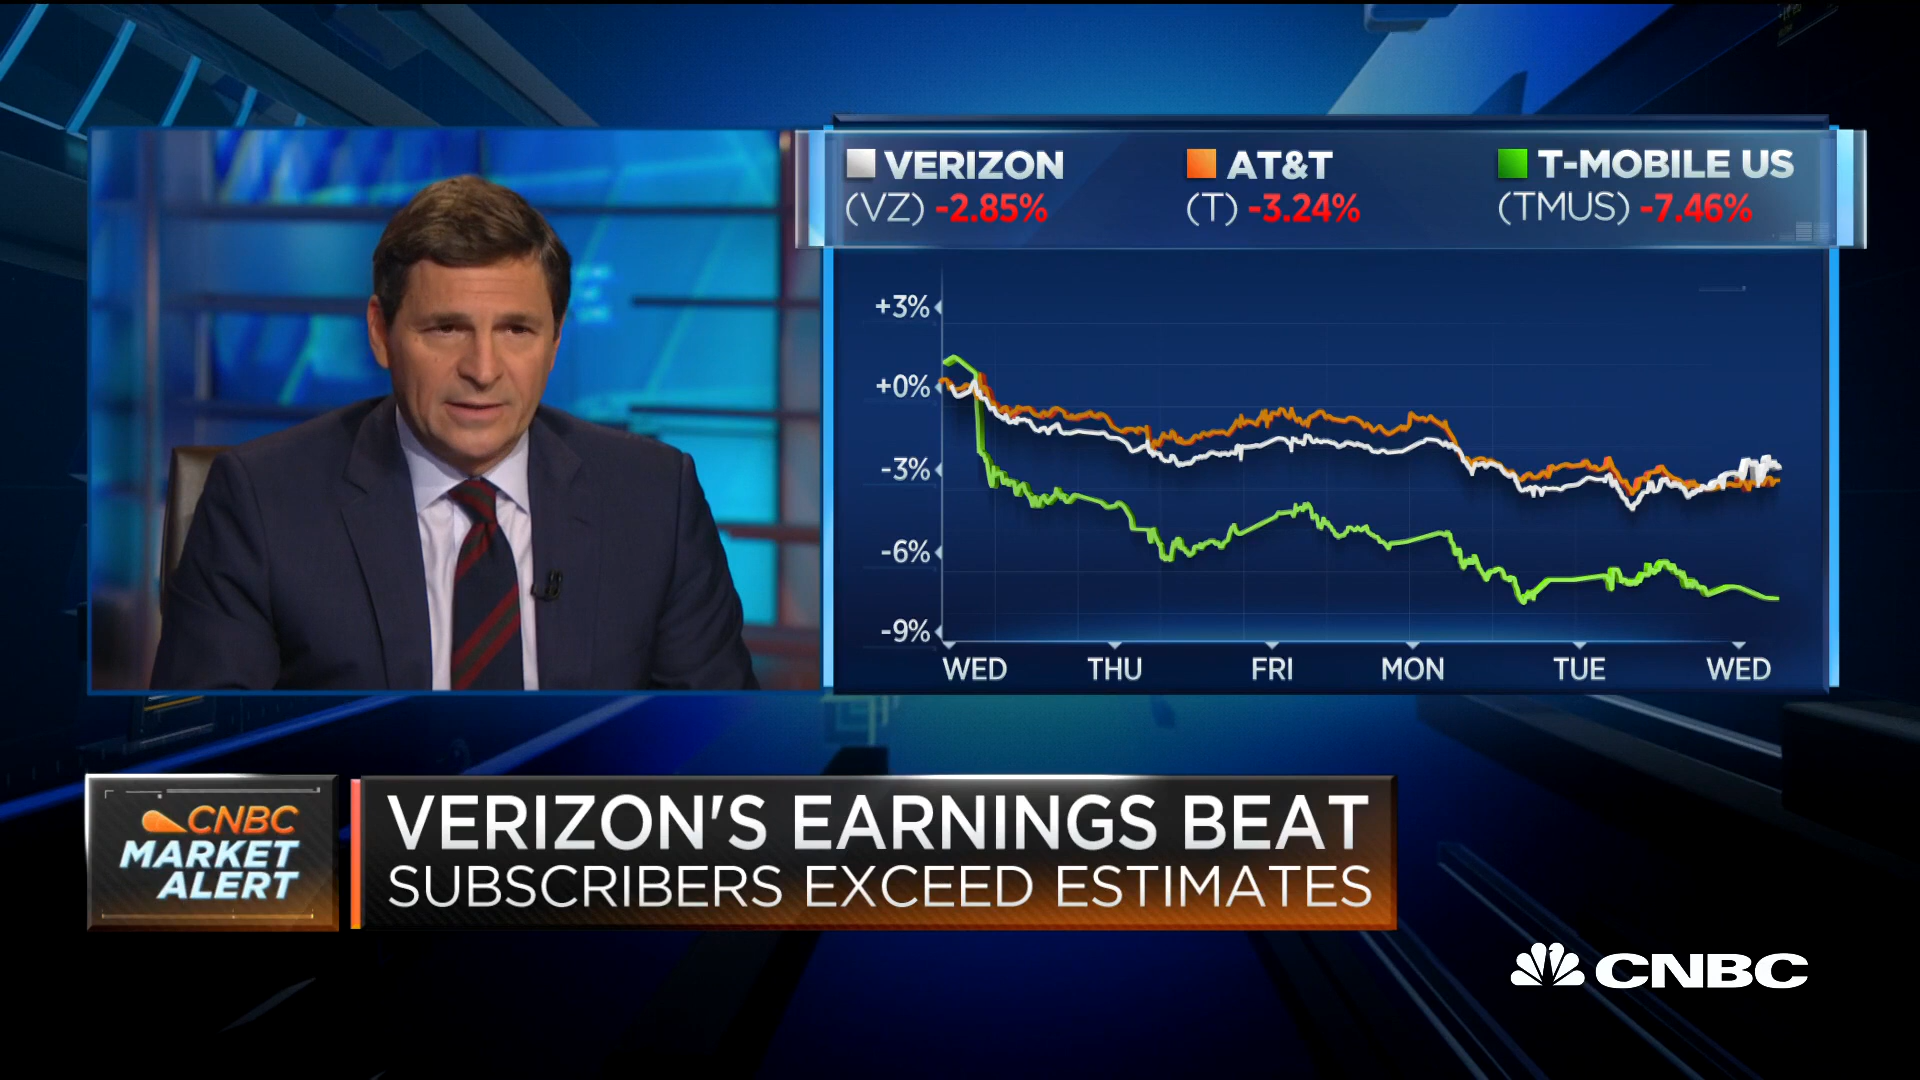 VERIZON
(VZ) -2.85%
AT&T
(T) -3.24%
T-MOBILE US
(TMUS) -7.46%
+3%
+0%
-3%
-6%
-9%
WED THU FRI MON TUE WED
CNBC
MARKET
ALERT
VERIZON'S EARNINGS BEAT
SUBSCRIBERS EXCEED ESTIMATES
CNBC